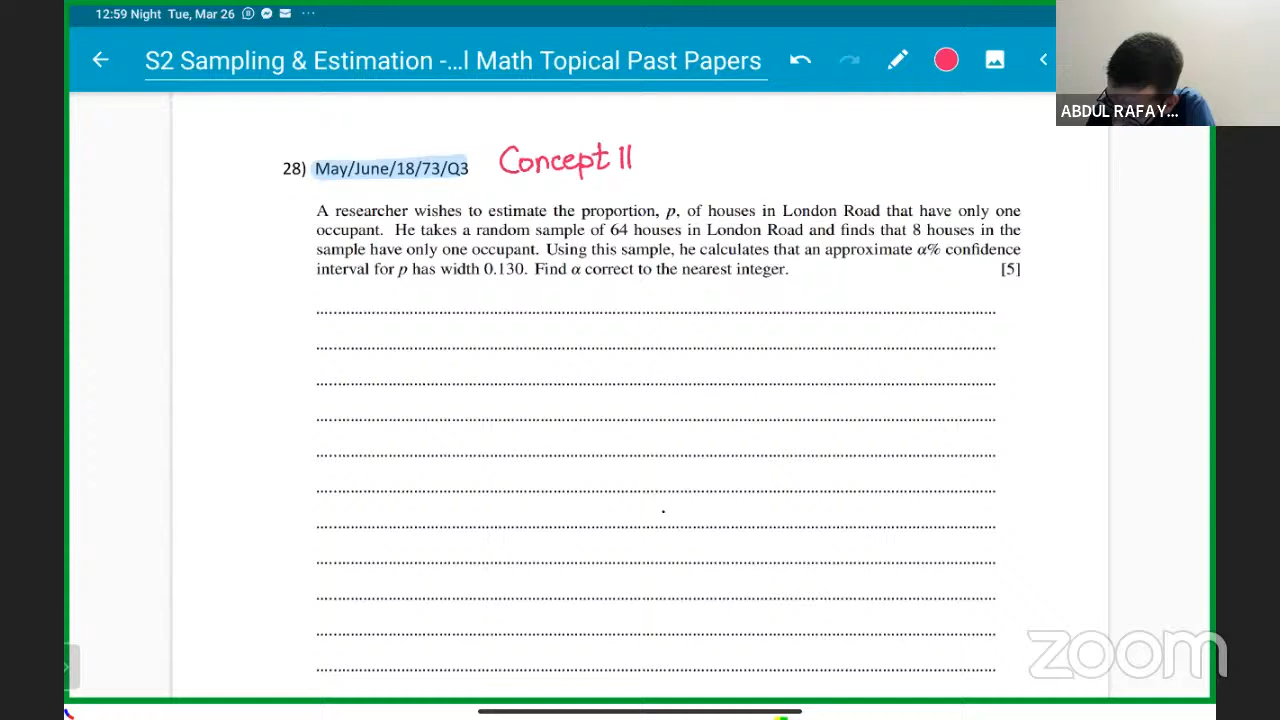 12:59 Night Tue, Mar 26 ...
S2 Sampling & Estimation -...l Math Topical Past Papers
ABDUL RAFAY...
28) May/June/18/73/Q3 Concept 11
A researcher wishes to estimate the proportion, p, of houses in London Road that have only one
occupant. He takes a random sample of 64 houses in London Road and finds that 8 houses in the
sample have only one occupant. Using this sample, he calculates that an approximate α% confidence
interval for p has width 0.130. Find α correct to the nearest integer. [5]
zoom